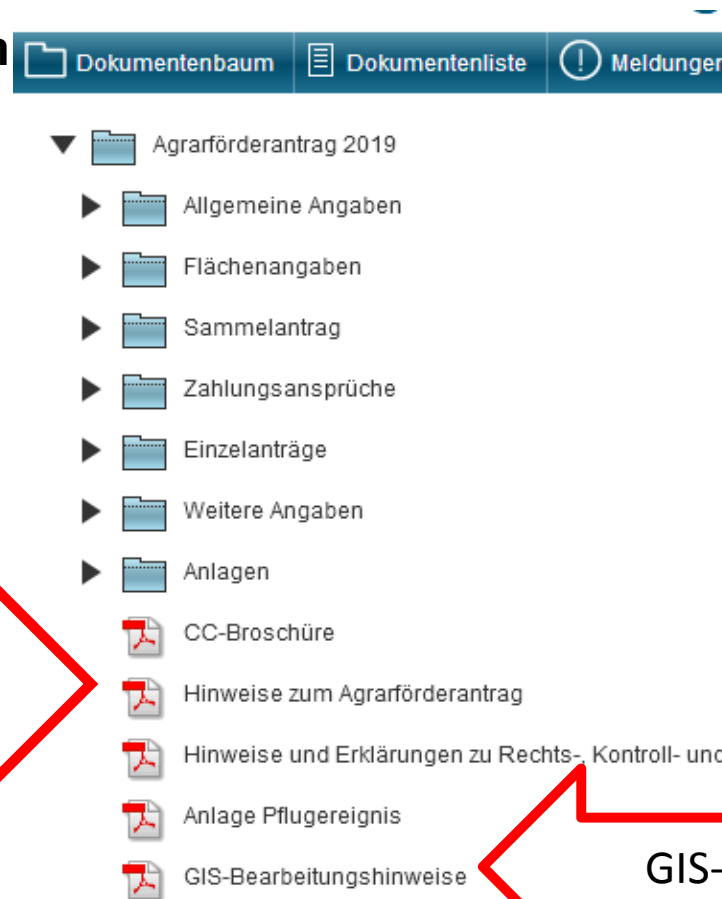 Dokumentenbaum Dokumentenliste Meldungen
Agrarförderantrag 2019
Allgemeine Angaben
Flächenangaben
Sammelantrag
Zahlungsansprüche
Einzelanträge
Weitere Angaben
Anlagen
CC-Broschüre
Hinweise zum Agrarförderantrag
Hinweise und Erklärungen zu Rechts-, Kontroll- und
Anlage Pflugereignis
GIS-Bearbeitungshinweise
GIS-